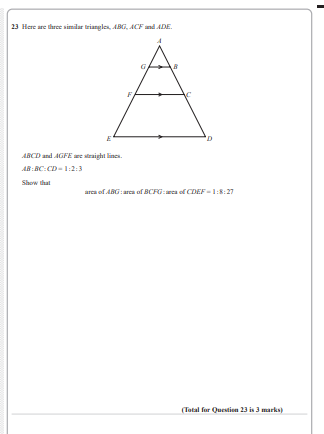 23 Here are three similar triangles, ABG, ACF and ADE.
A
G
B
F
C
E
D
ABCD and AGFE are straight lines.
AB : BC : CD = 1 : 2 : 3
Show that
area of ABG : area of BCFG : area of CDEF = 1 : 8 : 27
(Total for Question 23 is 3 marks)